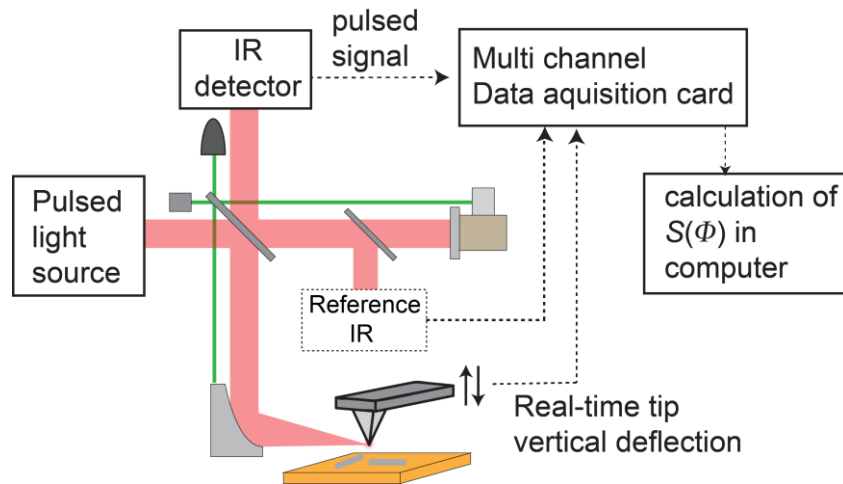 IR
detector
pulsed
signal
Multi channel
Data aquisition card
Pulsed
light
source
calculation of
S(Φ) in
computer
Reference
IR
Real-time tip
vertical deflection